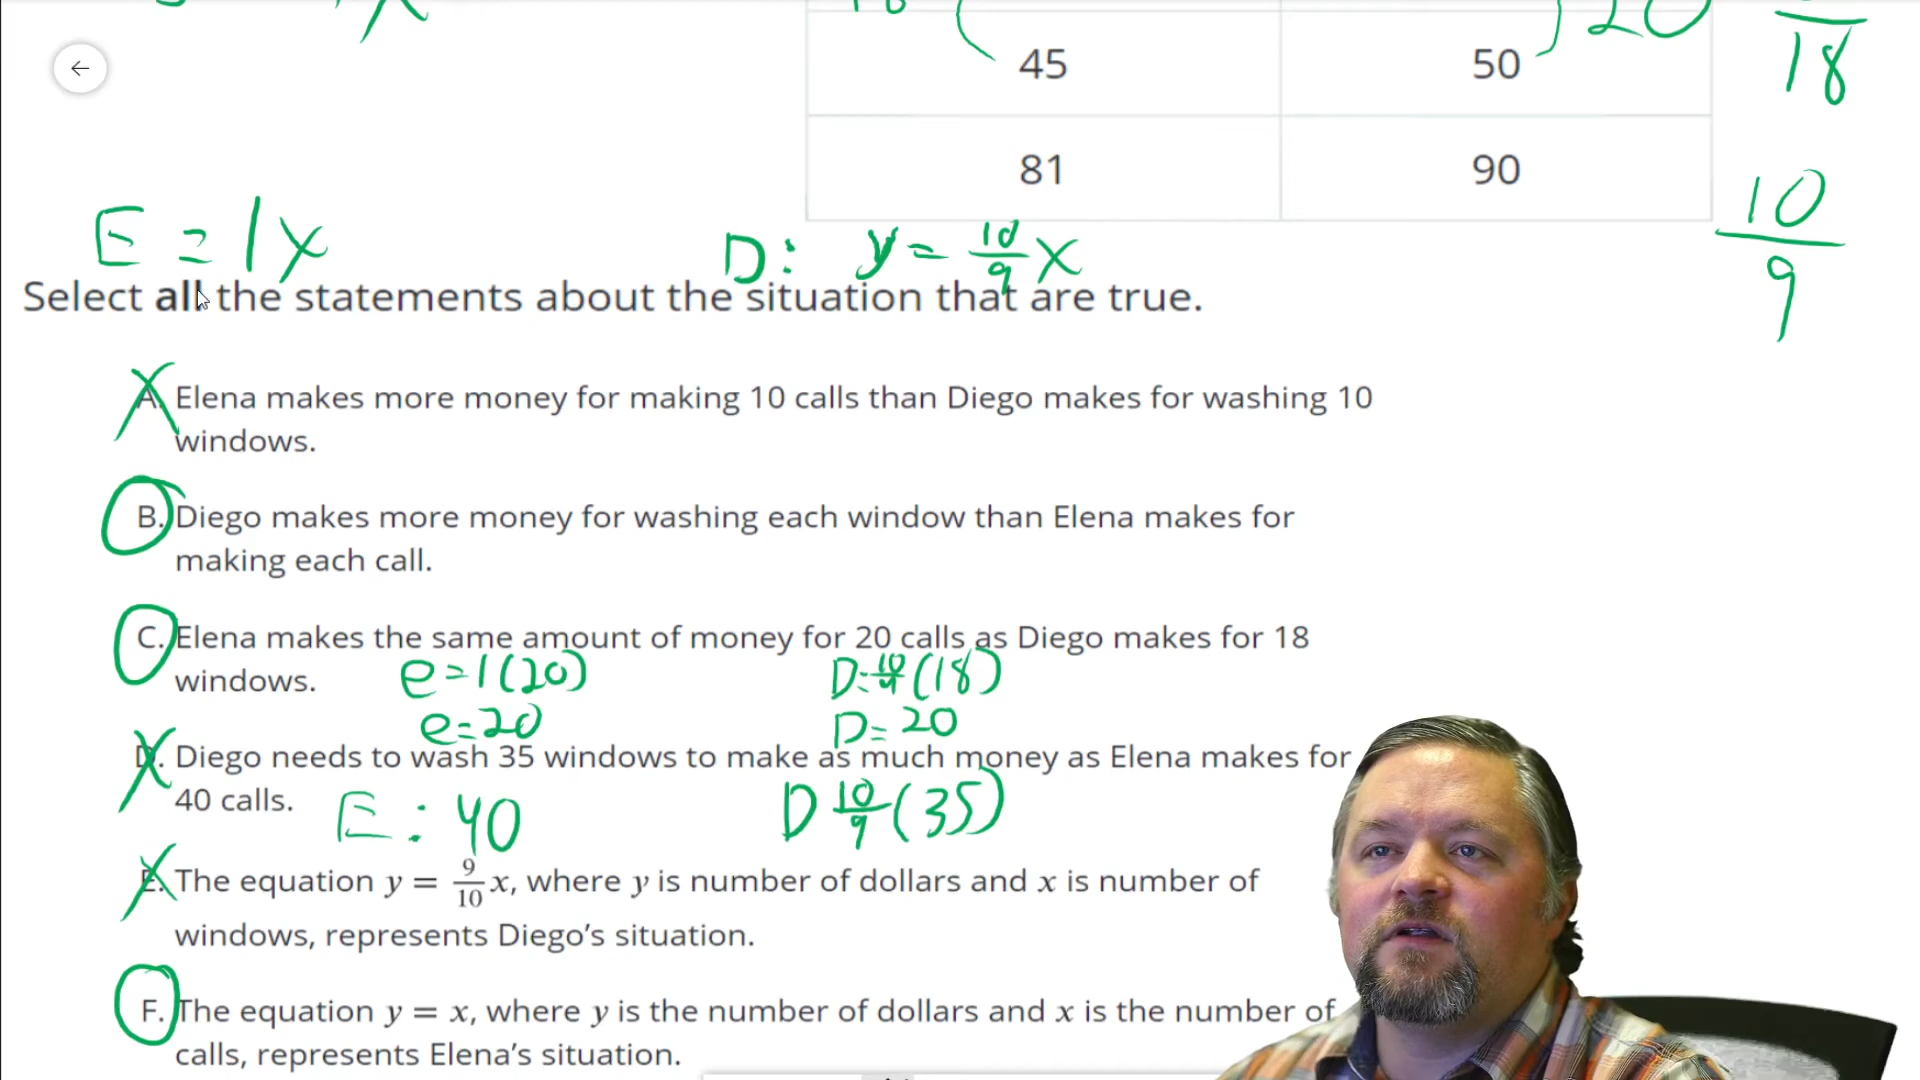 20
18
45 50
81 90
10
9
E = 1x
D: y = 10/9 x
Select all the statements about the situation that are true.
A. Elena makes more money for making 10 calls than Diego makes for washing 10
windows.
B. Diego makes more money for washing each window than Elena makes for
making each call.
C. Elena makes the same amount of money for 20 calls as Diego makes for 18
windows.
e=1(20) D: 10/9 (18)
e=20 D=20
D. Diego needs to wash 35 windows to make as much money as Elena makes for
40 calls.
E: 40 D 10/9 (35)
E. The equation y = 9/10 x, where y is number of dollars and x is number of
windows, represents Diego’s situation.
F. The equation y = x, where y is the number of dollars and x is the number of
calls, represents Elena’s situation.